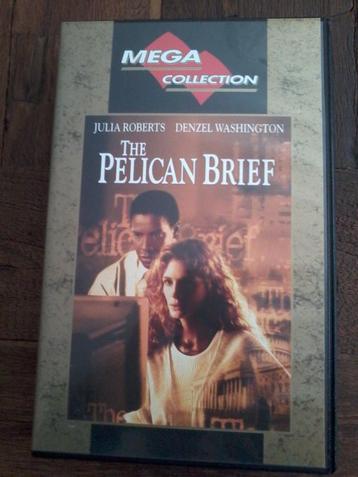 MEGA
COLLECTION
JULIA ROBERTS DENZEL WASHINGTON
THE
PELICAN BRIEF